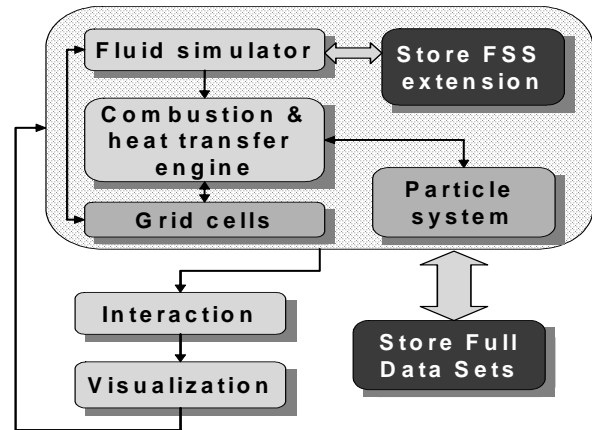 Fluid simulator
Store FSS
extension
Combustion &
heat transfer
engine
Particle
system
Grid cells
Interaction
Store Full
Data Sets
Visualization